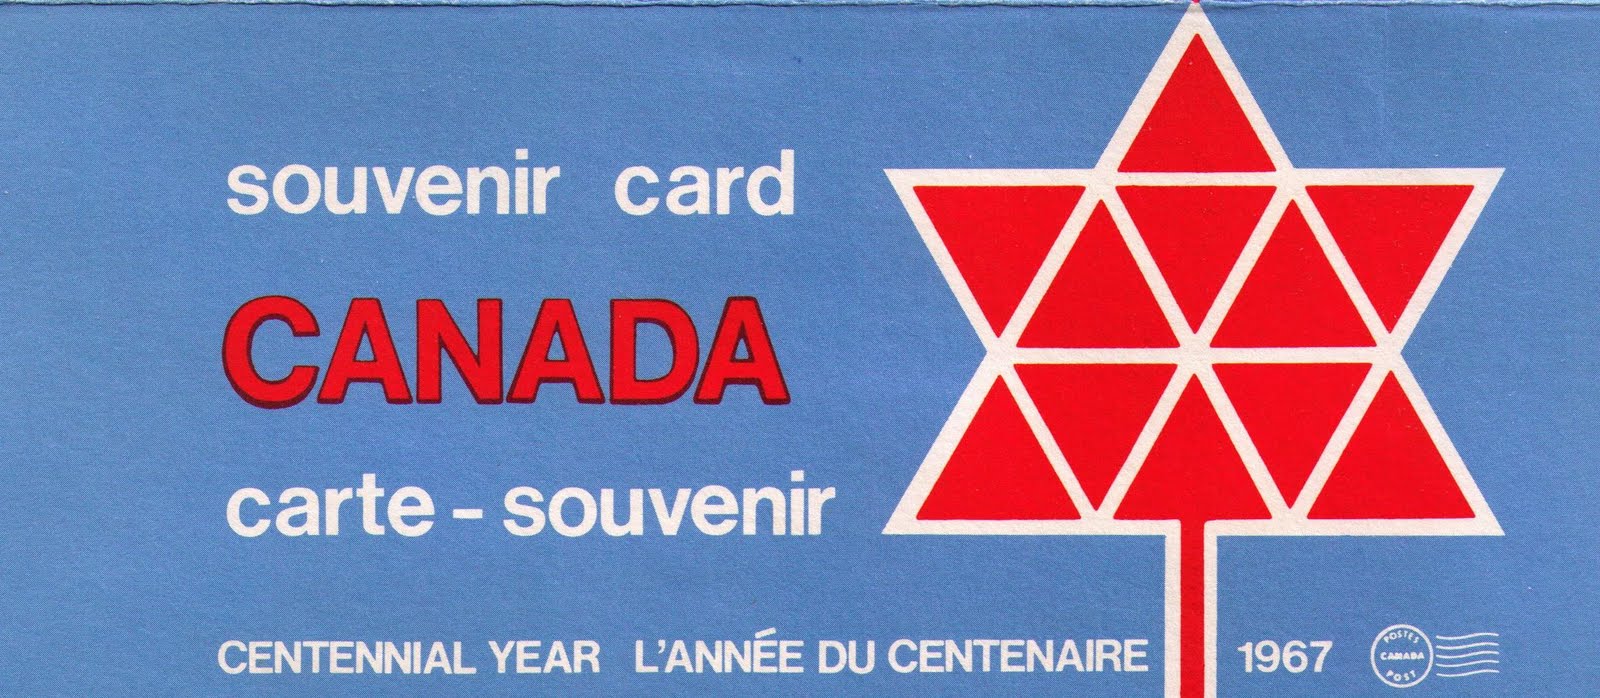 souvenir card
CANADA
carte - souvenir
CENTENNIAL YEAR L'ANNÉE DU CENTENAIRE 1967
POSTES
CANADA
POST